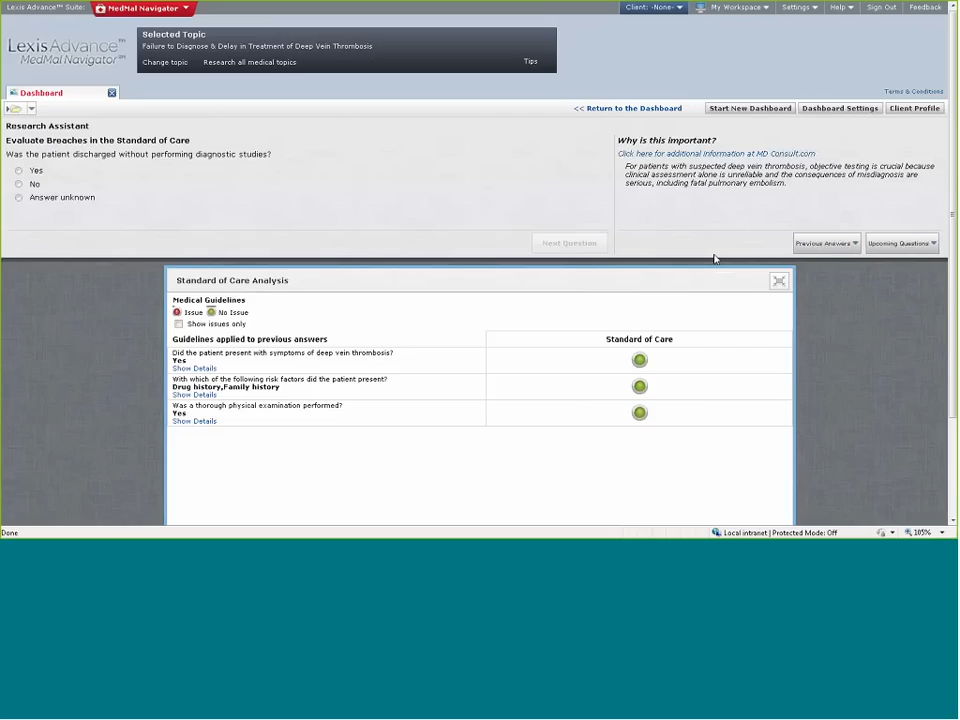 Lexis Advance™ Suite: MedMal Navigator Client: -None- My Workspace Settings Help Sign Out Feedback
Lexis Advance™
MedMal Navigator™
Selected Topic
Failure to Diagnose & Delay in Treatment of Deep Vein Thrombosis
Change topic Research all medical topics Tips
Dashboard
Terms & Conditions
<< Return to the Dashboard Start New Dashboard Dashboard Settings Client Profile
Research Assistant
Evaluate Breaches in the Standard of Care
Was the patient discharged without performing diagnostic studies?
Yes
No
Answer unknown
Next Question
Why is this important?
Click here for additional information at MD Consult.com
For patients with suspected deep vein thrombosis, objective testing is crucial because
clinical assessment alone is unreliable and the consequences of misdiagnosis are
serious, including fatal pulmonary embolism.
Previous Answers Upcoming Questions
Standard of Care Analysis
Medical Guidelines
Issue No Issue
Show issues only
Guidelines applied to previous answers Standard of Care
Did the patient present with symptoms of deep vein thrombosis?
Yes
Show Details
With which of the following risk factors did the patient present?
Drug history,Family history
Show Details
Was a thorough physical examination performed?
Yes
Show Details
Done Local intranet | Protected Mode: Off 105%